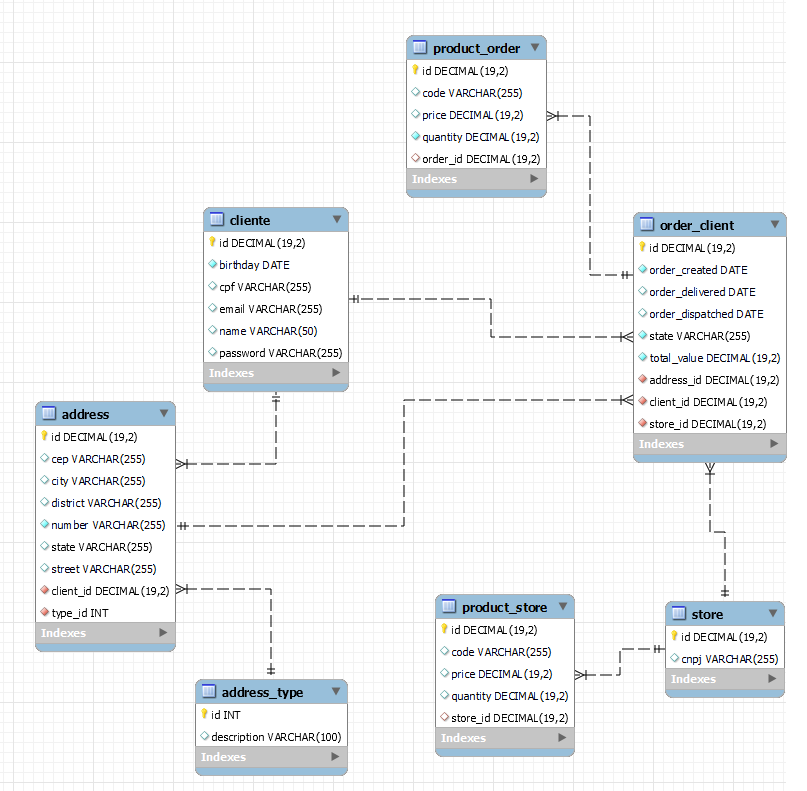 product_order
id DECIMAL(19,2)
code VARCHAR(255)
price DECIMAL(19,2)
quantity DECIMAL(19,2)
order_id DECIMAL(19,2)
Indexes
cliente
id DECIMAL(19,2)
birthday DATE
cpf VARCHAR(255)
email VARCHAR(255)
name VARCHAR(50)
password VARCHAR(255)
Indexes
order_client
id DECIMAL(19,2)
order_created DATE
order_delivered DATE
order_dispatched DATE
state VARCHAR(255)
total_value DECIMAL(19,2)
address_id DECIMAL(19,2)
client_id DECIMAL(19,2)
store_id DECIMAL(19,2)
Indexes
address
id DECIMAL(19,2)
cep VARCHAR(255)
city VARCHAR(255)
district VARCHAR(255)
number VARCHAR(255)
state VARCHAR(255)
street VARCHAR(255)
client_id DECIMAL(19,2)
type_id INT
Indexes
product_store
id DECIMAL(19,2)
code VARCHAR(255)
price DECIMAL(19,2)
quantity DECIMAL(19,2)
store_id DECIMAL(19,2)
Indexes
store
id DECIMAL(19,2)
cnpj VARCHAR(255)
Indexes
address_type
id INT
description VARCHAR(100)
Indexes